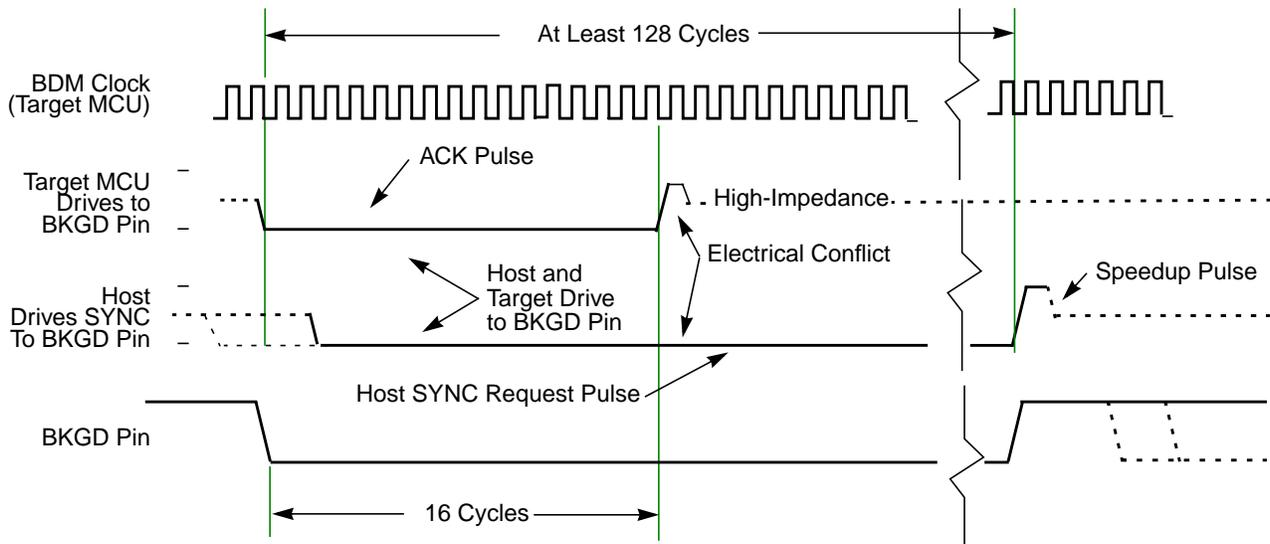 At Least 128 Cycles
BDM Clock
(Target MCU)
ACK Pulse
Target MCU
Drives to
BKGD Pin
High-Impedance
Electrical Conflict
Host and
Target Drive
to BKGD Pin
Speedup Pulse
Host
Drives SYNC
To BKGD Pin
Host SYNC Request Pulse
BKGD Pin
16 Cycles